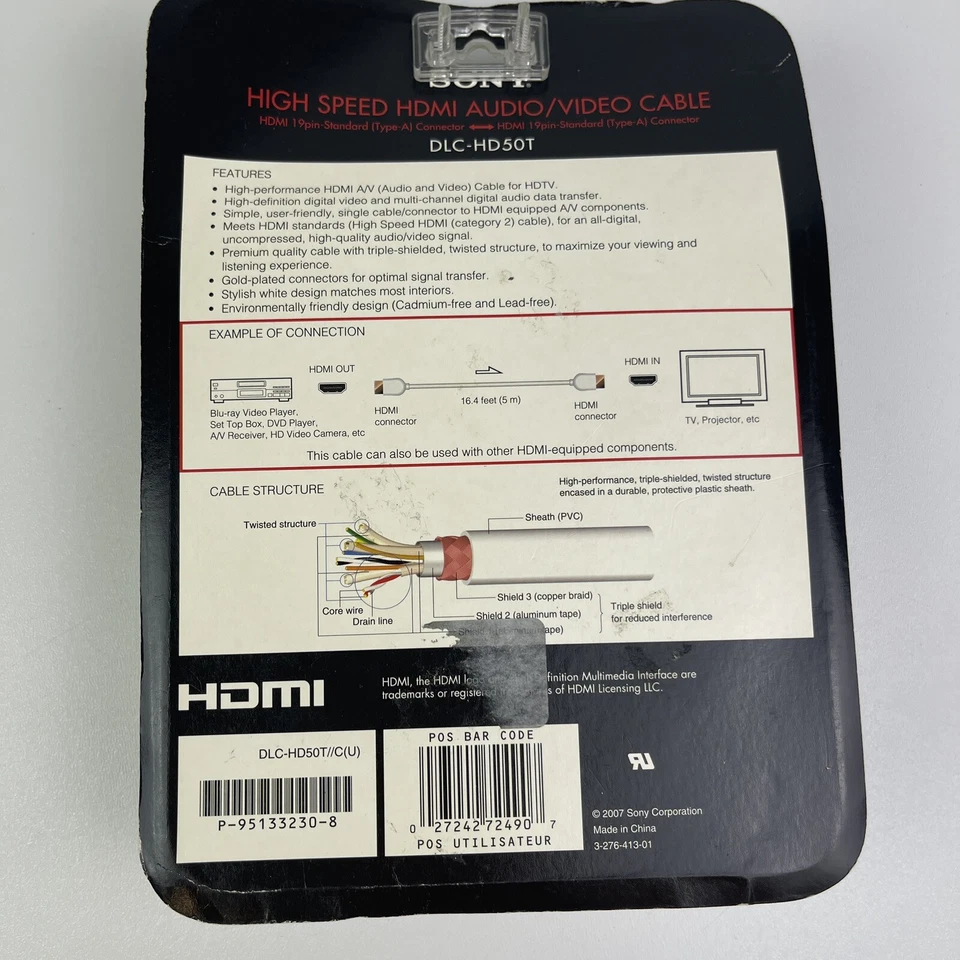 SONY
HIGH SPEED HDMI AUDIO/VIDEO CABLE
HDMI 19pin-Standard (Type-A) Connector ⟷ HDMI 19pin-Standard (Type-A) Connector
DLC-HD50T
FEATURES
• High-performance HDMI A/V (Audio and Video) Cable for HDTV.
• High-definition digital video and multi-channel digital audio data transfer.
• Simple, user-friendly, single cable/connector to HDMI equipped A/V components.
• Meets HDMI standards (High Speed HDMI (category 2) cable), for an all-digital,
uncompressed, high-quality audio/video signal.
• Premium quality cable with triple-shielded, twisted structure, to maximize your viewing and
listening experience.
• Gold-plated connectors for optimal signal transfer.
• Stylish white design matches most interiors.
• Environmentally friendly design (Cadmium-free and Lead-free).
EXAMPLE OF CONNECTION
HDMI OUT
HDMI IN
16.4 feet (5 m)
HDMI
connector
HDMI
connector
Blu-ray Video Player,
Set Top Box, DVD Player,
A/V Receiver, HD Video Camera, etc
TV, Projector, etc
This cable can also be used with other HDMI-equipped components.
CABLE STRUCTURE
High-performance, triple-shielded, twisted structure
encased in a durable, protective plastic sheath.
Twisted structure
Sheath (PVC)
Core wire
Drain line
Shield 3 (copper braid)
Shield 2 (aluminum tape)
Triple shield
for reduced interference
HDMI
HDMI, the HDMI Multimedia Interface are
trademarks or of HDMI Licensing LLC.
DLC-HD50T//C(U)
P-95133230-8
POS BAR CODE
0 27242 72490 7
POS UTILISATEUR
© 2007 Sony Corporation
Made in China
3-276-413-01